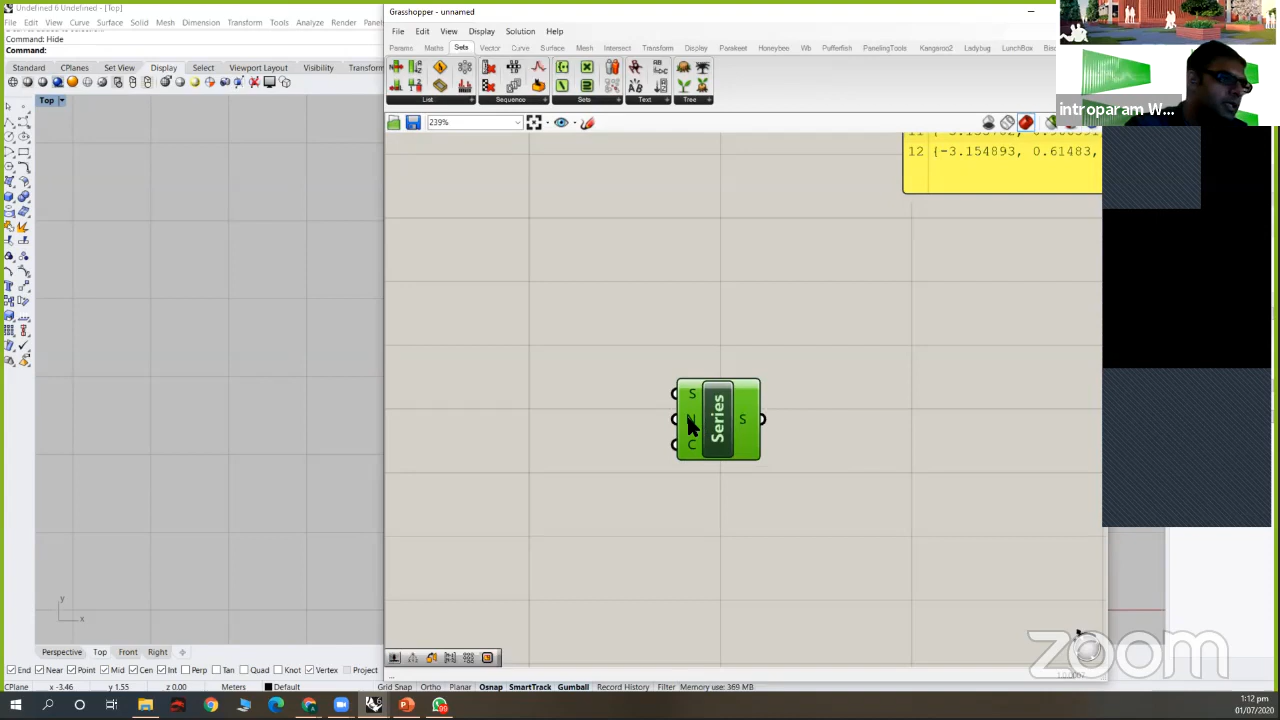 Undefined 6 Undefined - [Top]
File Edit View Curve Surface Solid Mesh Dimension Transform Tools Analyze Render Panels
Command: Hide
Command:
Standard CPlanes Set View Display Select Viewport Layout Visibility Transform
Top
y
x
Perspective Top Front Right
End Near Point Mid Cen Int Perp Tan Quad Knot Vertex Project
CPlane x -3.46 y 1.55 z 0.00 Meters Default Grid Snap Ortho Planar Osnap SmartTrack Gumball Record History Filter Memory use: 369 MB
Grasshopper - unnamed
File Edit View Display Solution Help
Params Maths Sets Vector Curve Surface Mesh Intersect Transform Display Parakeet Honeybee Wb Pufferfish PanelingTools Kangaroo2 Ladybug LunchBox
List Sequence Sets Text Tree
239%
12 {-3.154893, 0.61483,
S
N
C
Series
S
...
1.0.0007
introparam W...
zoom
1:12 pm
01/07/2020